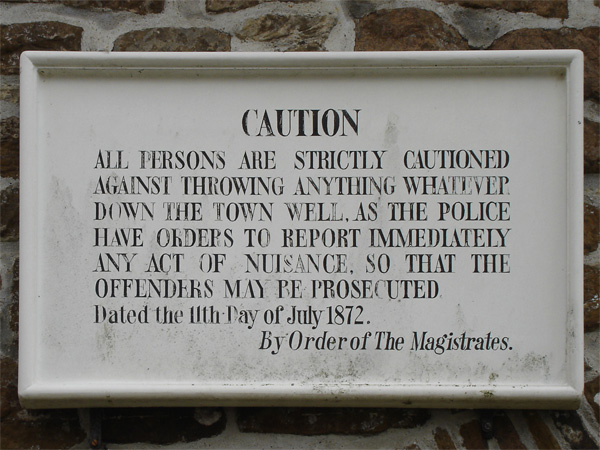 CAUTION
ALL PERSONS ARE STRICTLY CAUTIONED
AGAINST THROWING ANYTHING WHATEVER
DOWN THE TOWN WELL, AS THE POLICE
HAVE ORDERS TO REPORT IMMEDIATELY
ANY ACT OF NUISANCE, SO THAT THE
OFFENDERS MAY BE PROSECUTED.
Dated the 11th Day of July 1872.
By Order of The Magistrates.